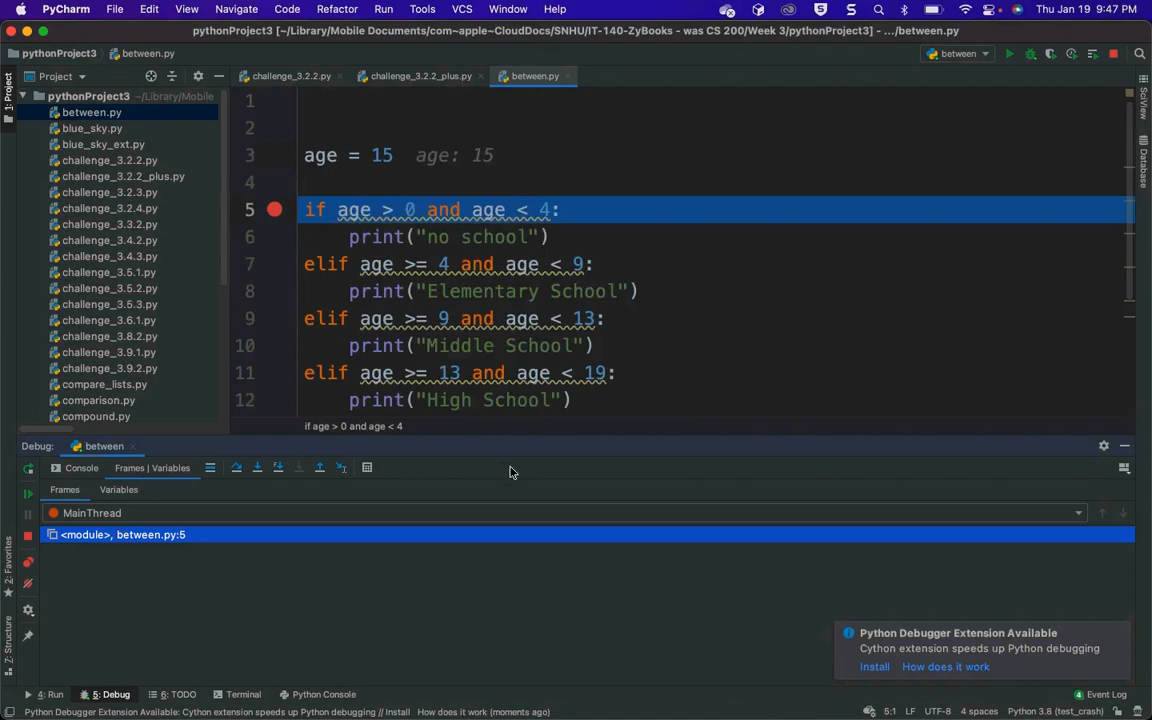 PyCharm File Edit View Navigate Code Refactor Run Tools VCS Window Help Thu Jan 19 9:47 PM
pythonProject3 [~/Library/Mobile Documents/com~apple~CloudDocs/SNHU/IT-140-ZyBooks - was CS 200/Week 3/pythonProject3] - .../between.py
pythonProject3 between.py between
Project challenge_3.2.2.py challenge_3.2.2_plus.py between.py
pythonProject3 ~/Library/Mobile
between.py
blue_sky.py
blue_sky_ext.py
challenge_3.2.2.py
challenge_3.2.2_plus.py
challenge_3.2.3.py
challenge_3.2.4.py
challenge_3.3.2.py
challenge_3.4.2.py
challenge_3.4.3.py
challenge_3.5.1.py
challenge_3.5.2.py
challenge_3.5.3.py
challenge_3.6.1.py
challenge_3.8.2.py
challenge_3.9.1.py
challenge_3.9.2.py
compare_lists.py
comparison.py
compound.py
1
2
3 age = 15 age: 15
4
5 if age > 0 and age < 4:
6 print("no school")
7 elif age >= 4 and age < 9:
8 print("Elementary School")
9 elif age >= 9 and age < 13:
10 print("Middle School")
11 elif age >= 13 and age < 19:
12 print("High School")
if age > 0 and age < 4
1: Project
SciView
Database
Debug: between
Console Frames | Variables
Frames Variables
MainThread
<module>, between.py:5
2: Favorites
Z: Structure
Python Debugger Extension Available
Cython extension speeds up Python debugging
Install How does it work
4: Run 5: Debug 6: TODO Terminal Python Console 4 Event Log
Python Debugger Extension Available: Cython extension speeds up Python debugging // Install How does it work (moments ago) 5:1 LF UTF-8 4 spaces Python 3.8 (test_crash)